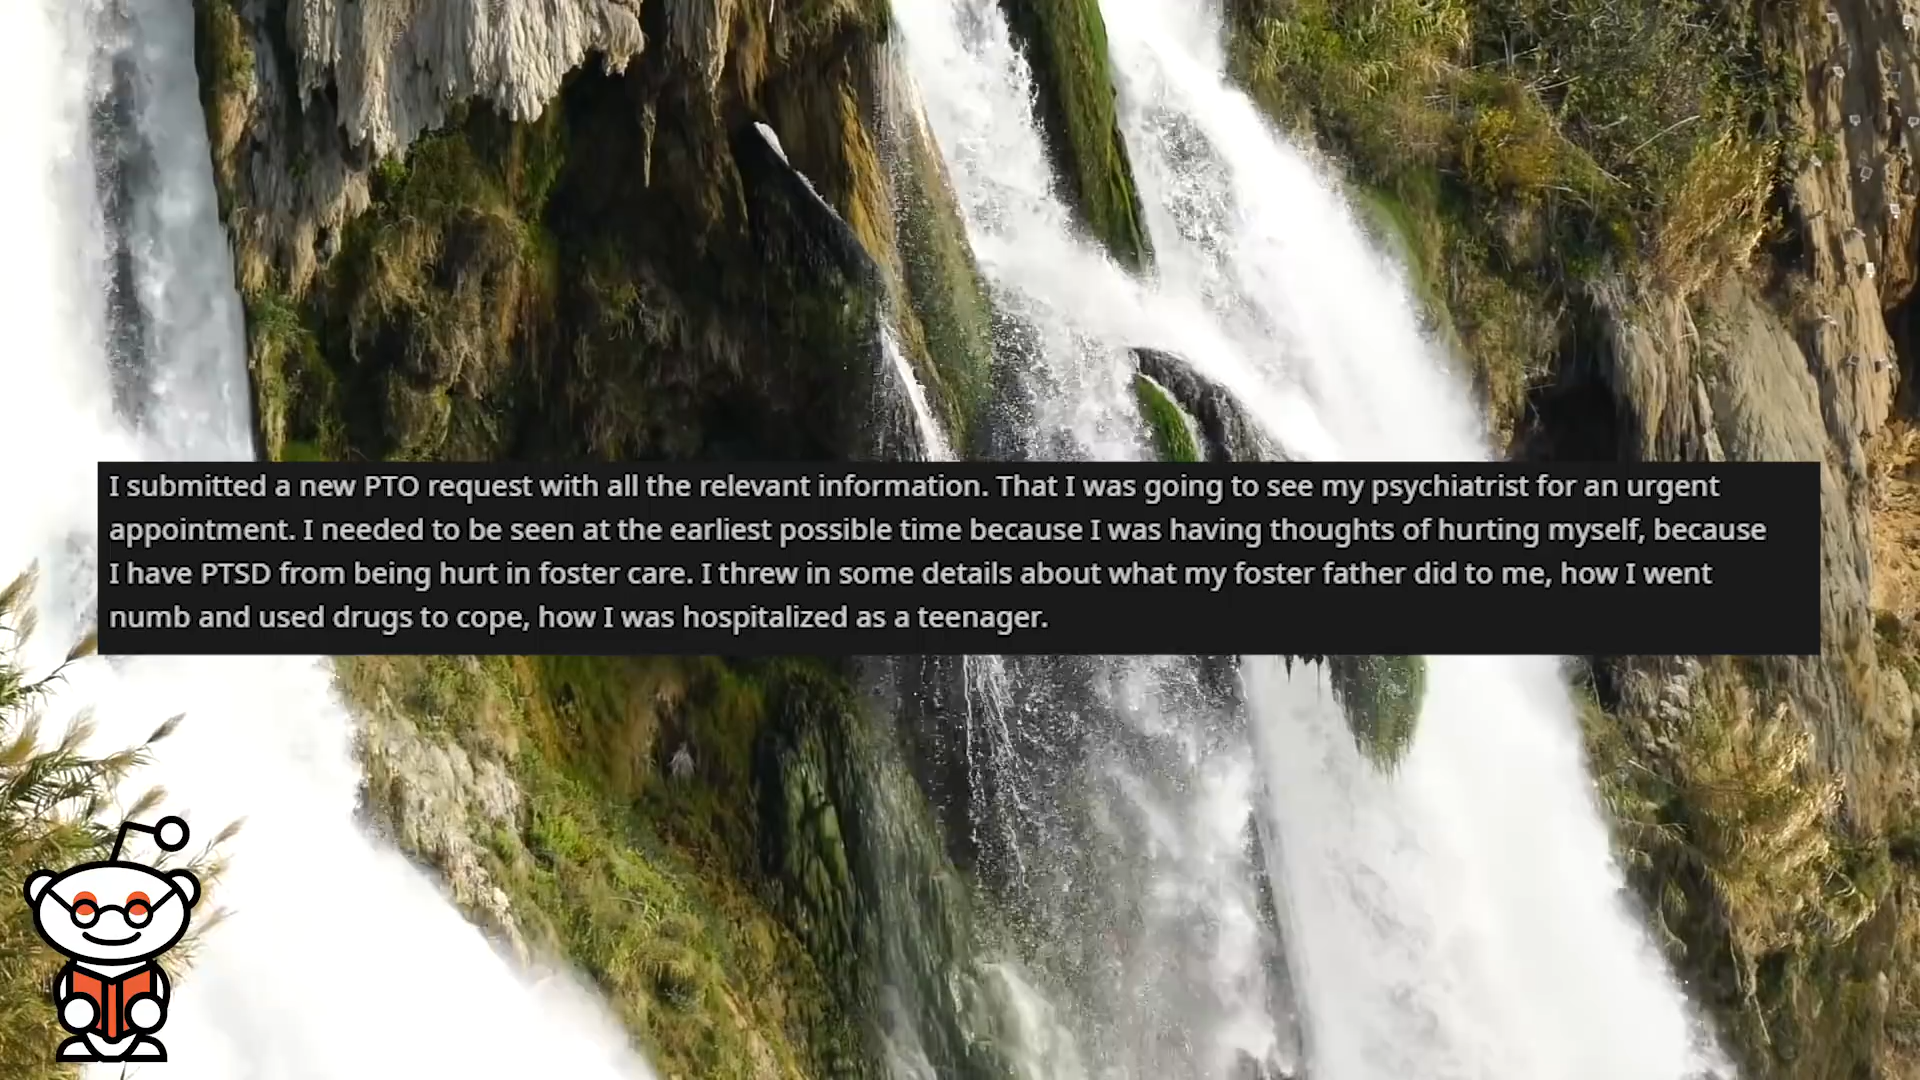 I submitted a new PTO request with all the relevant information. That I was going to see my psychiatrist for an urgent
appointment. I needed to be seen at the earliest possible time because I was having thoughts of hurting myself, because
I have PTSD from being hurt in foster care. I threw in some details about what my foster father did to me, how I went
numb and used drugs to cope, how I was hospitalized as a teenager.